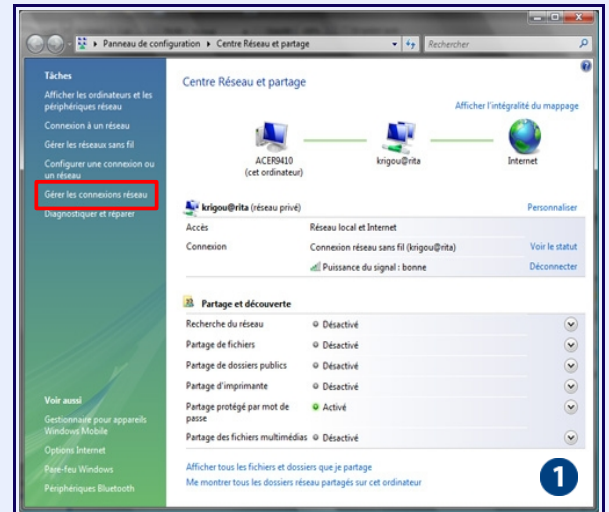 Panneau de configuration ▸ Centre Réseau et partage
Rechercher
Tâches
Afficher les ordinateurs et les
périphériques réseau
Connexion à un réseau
Gérer les réseaux sans fil
Configurer une connexion ou
un réseau
Gérer les connexions réseau
Diagnostiquer et réparer
Voir aussi
Gestionnaire pour appareils
Windows Mobile
Options Internet
Pare-feu Windows
Périphériques Bluetooth
Centre Réseau et partage
Afficher l'intégralité du mappage
ACER9410
(cet ordinateur)
krigou@rita
Internet
krigou@rita (réseau privé)
Personnaliser
Accès Réseau local et Internet
Connexion Connexion réseau sans fil (krigou@rita) Voir le statut
Puissance du signal : bonne Déconnecter
Partage et découverte
Recherche du réseau Désactivé
Partage de fichiers Désactivé
Partage de dossiers publics Désactivé
Partage d'imprimante Désactivé
Partage protégé par mot de
passe
Activé
Partage des fichiers multimédias Désactivé
Afficher tous les fichiers et dossiers que je partage
Me montrer tous les dossiers réseau partagés sur cet ordinateur
1